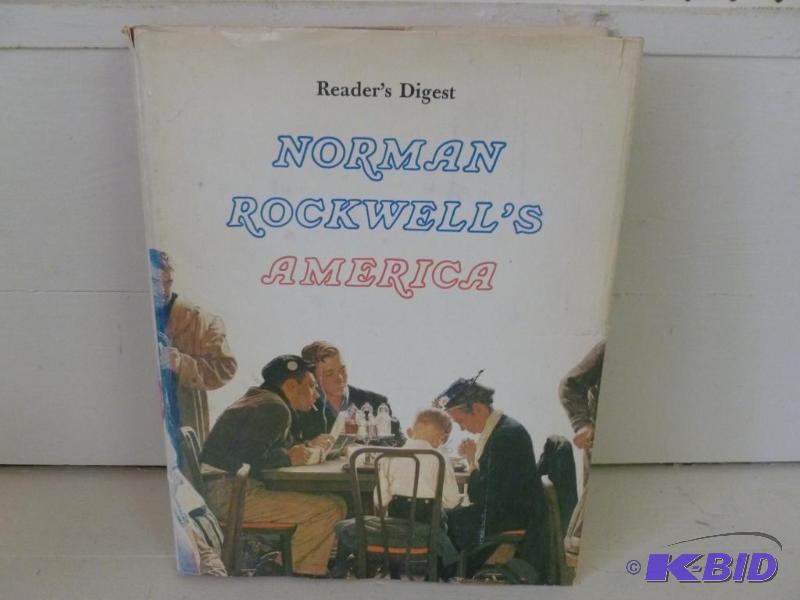 Reader's Digest
NORMAN
ROCKWELL'S
AMERICA
© K-BID